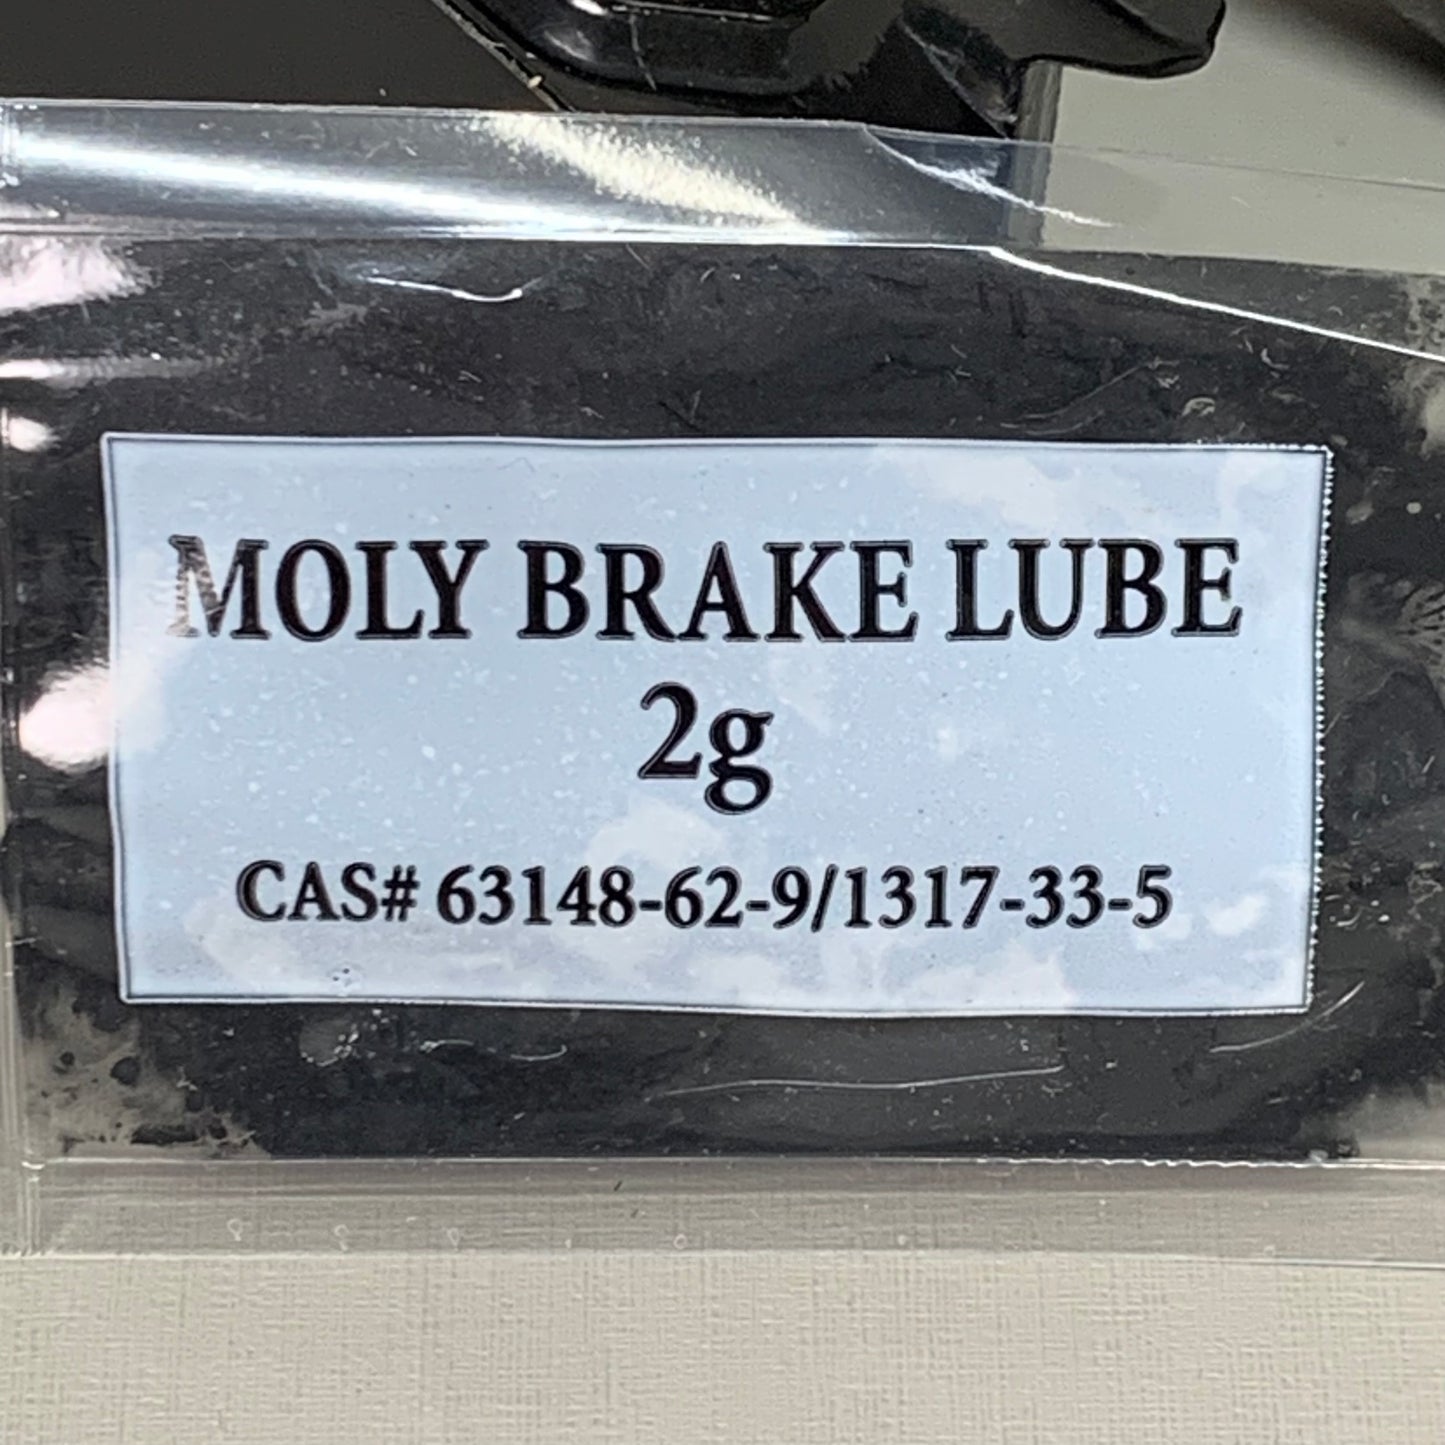 MOLY BRAKE LUBE
2g
CAS# 63148-62-9/1317-33-5